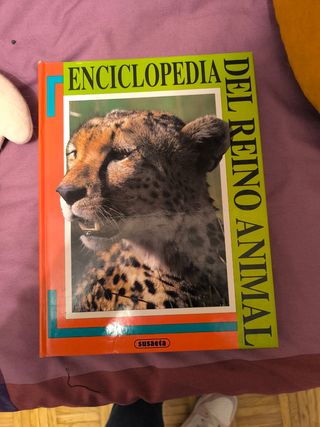 ENCICLOPEDIA
DEL REINO ANIMAL
susaeta